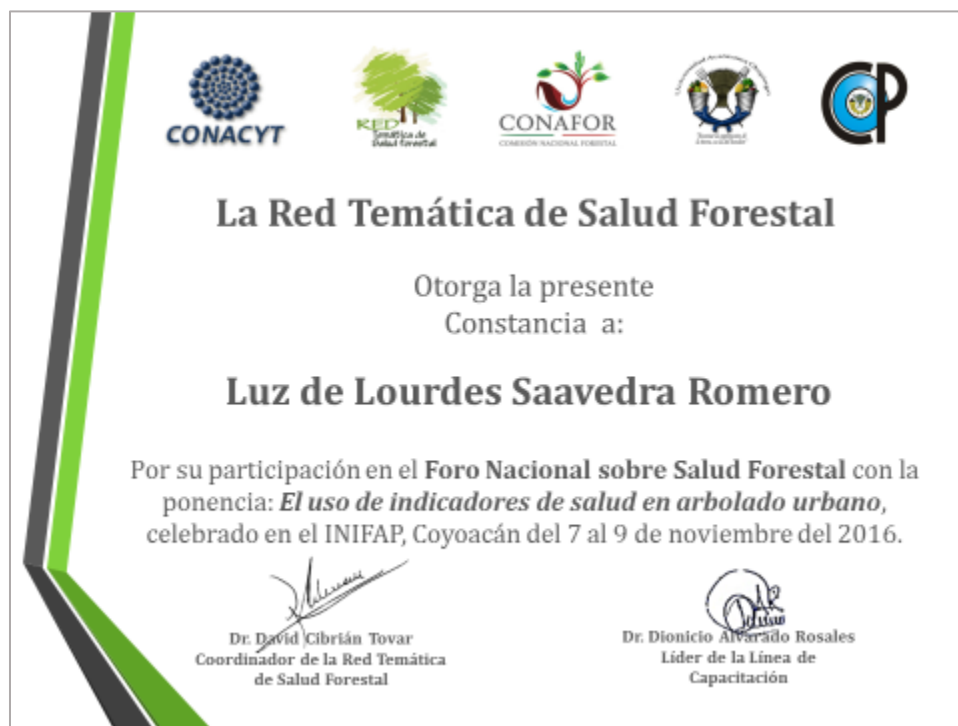 CONACYT
RED
Temática de
Salud Forestal
CONAFOR
COMISIÓN NACIONAL FORESTAL
CP
La Red Temática de Salud Forestal
Otorga la presente
Constancia a:
Luz de Lourdes Saavedra Romero
Por su participación en el Foro Nacional sobre Salud Forestal con la
ponencia: El uso de indicadores de salud en arbolado urbano,
celebrado en el INIFAP, Coyoacán del 7 al 9 de noviembre del 2016.
Dr. David Cibrián Tovar
Coordinador de la Red Temática
de Salud Forestal
Dr. Dionicio Alvarado Rosales
Líder de la Línea de
Capacitación